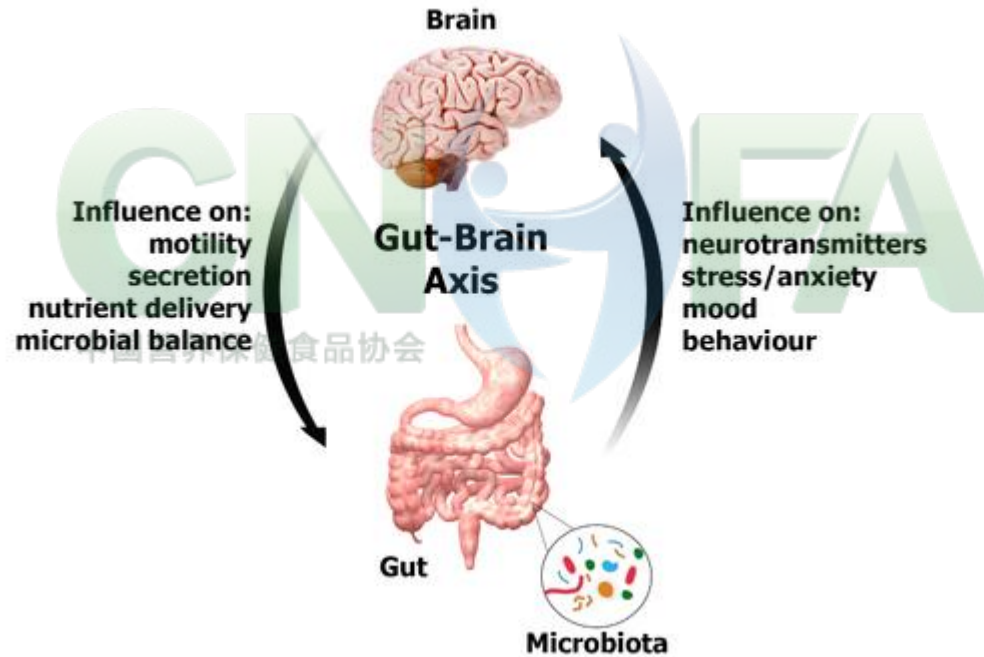 Brain
CNHFA
Influence on:
motility
secretion
nutrient delivery
microbial balance
Gut-Brain
Axis
Influence on:
neurotransmitters
stress/anxiety
mood
behaviour
中国营养保健食品协会
Gut
Microbiota